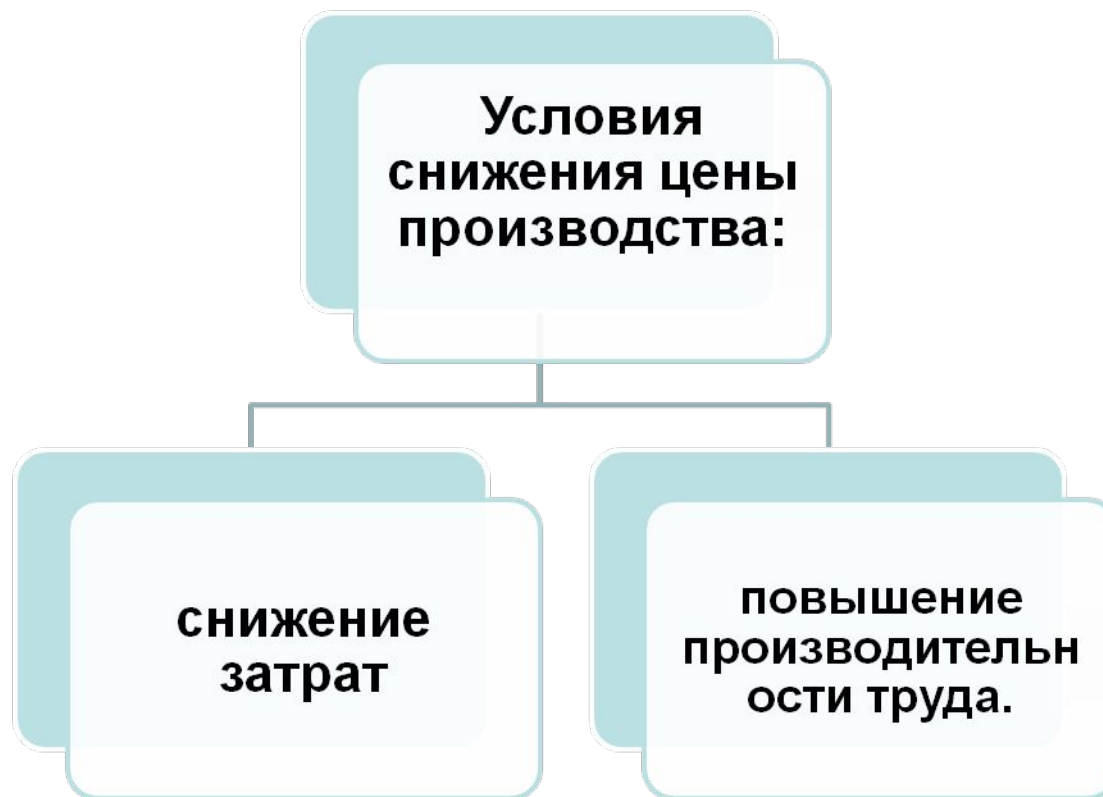 Условия
снижения цены
производства:
снижение
затрат
повышение
производительн
ости труда.